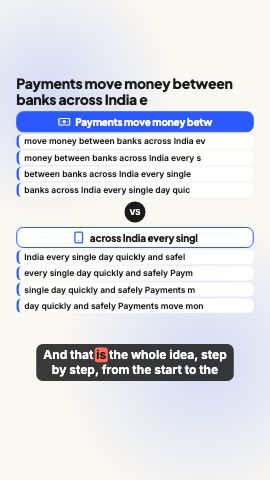 Payments move money between
banks across India e
Payments move money betw
move money between banks across India ev
money between banks across India every s
between banks across India every single
banks across India every single day quic
VS
across India every singl
India every single day quickly and safel
every single day quickly and safely Paym
single day quickly and safely Payments m
day quickly and safely Payments move mon
And that is the whole idea, step
by step, from the start to the